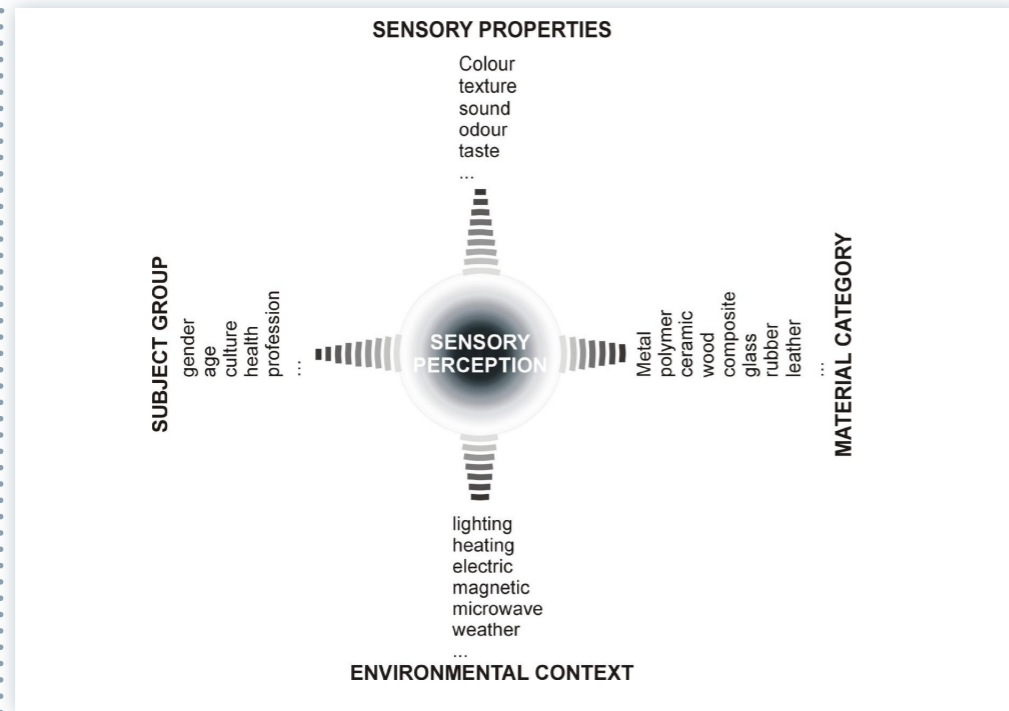 SENSORY PROPERTIES
Colour
texture
sound
odour
taste
...
SUBJECT GROUP
gender
age
culture
health
profession
...
SENSORY
PERCEPTION
Metal
polymer
ceramic
wood
composite
glass
rubber
leather
...
MATERIAL CATEGORY
lighting
heating
electric
magnetic
microwave
weather
...
ENVIRONMENTAL CONTEXT